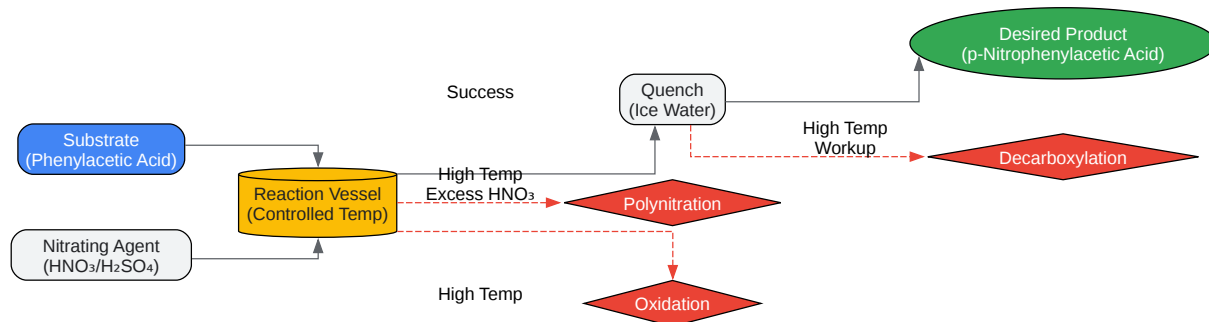 Desired Product
(p-Nitrophenylacetic Acid)
Success
Quench
(Ice Water)
Substrate
(Phenylacetic Acid)
High Temp
Workup
Decarboxylation
High Temp
Excess HNO₃
Reaction Vessel
(Controlled Temp)
Polynitration
Nitrating Agent
(HNO₃/H₂SO₄)
High Temp
Oxidation